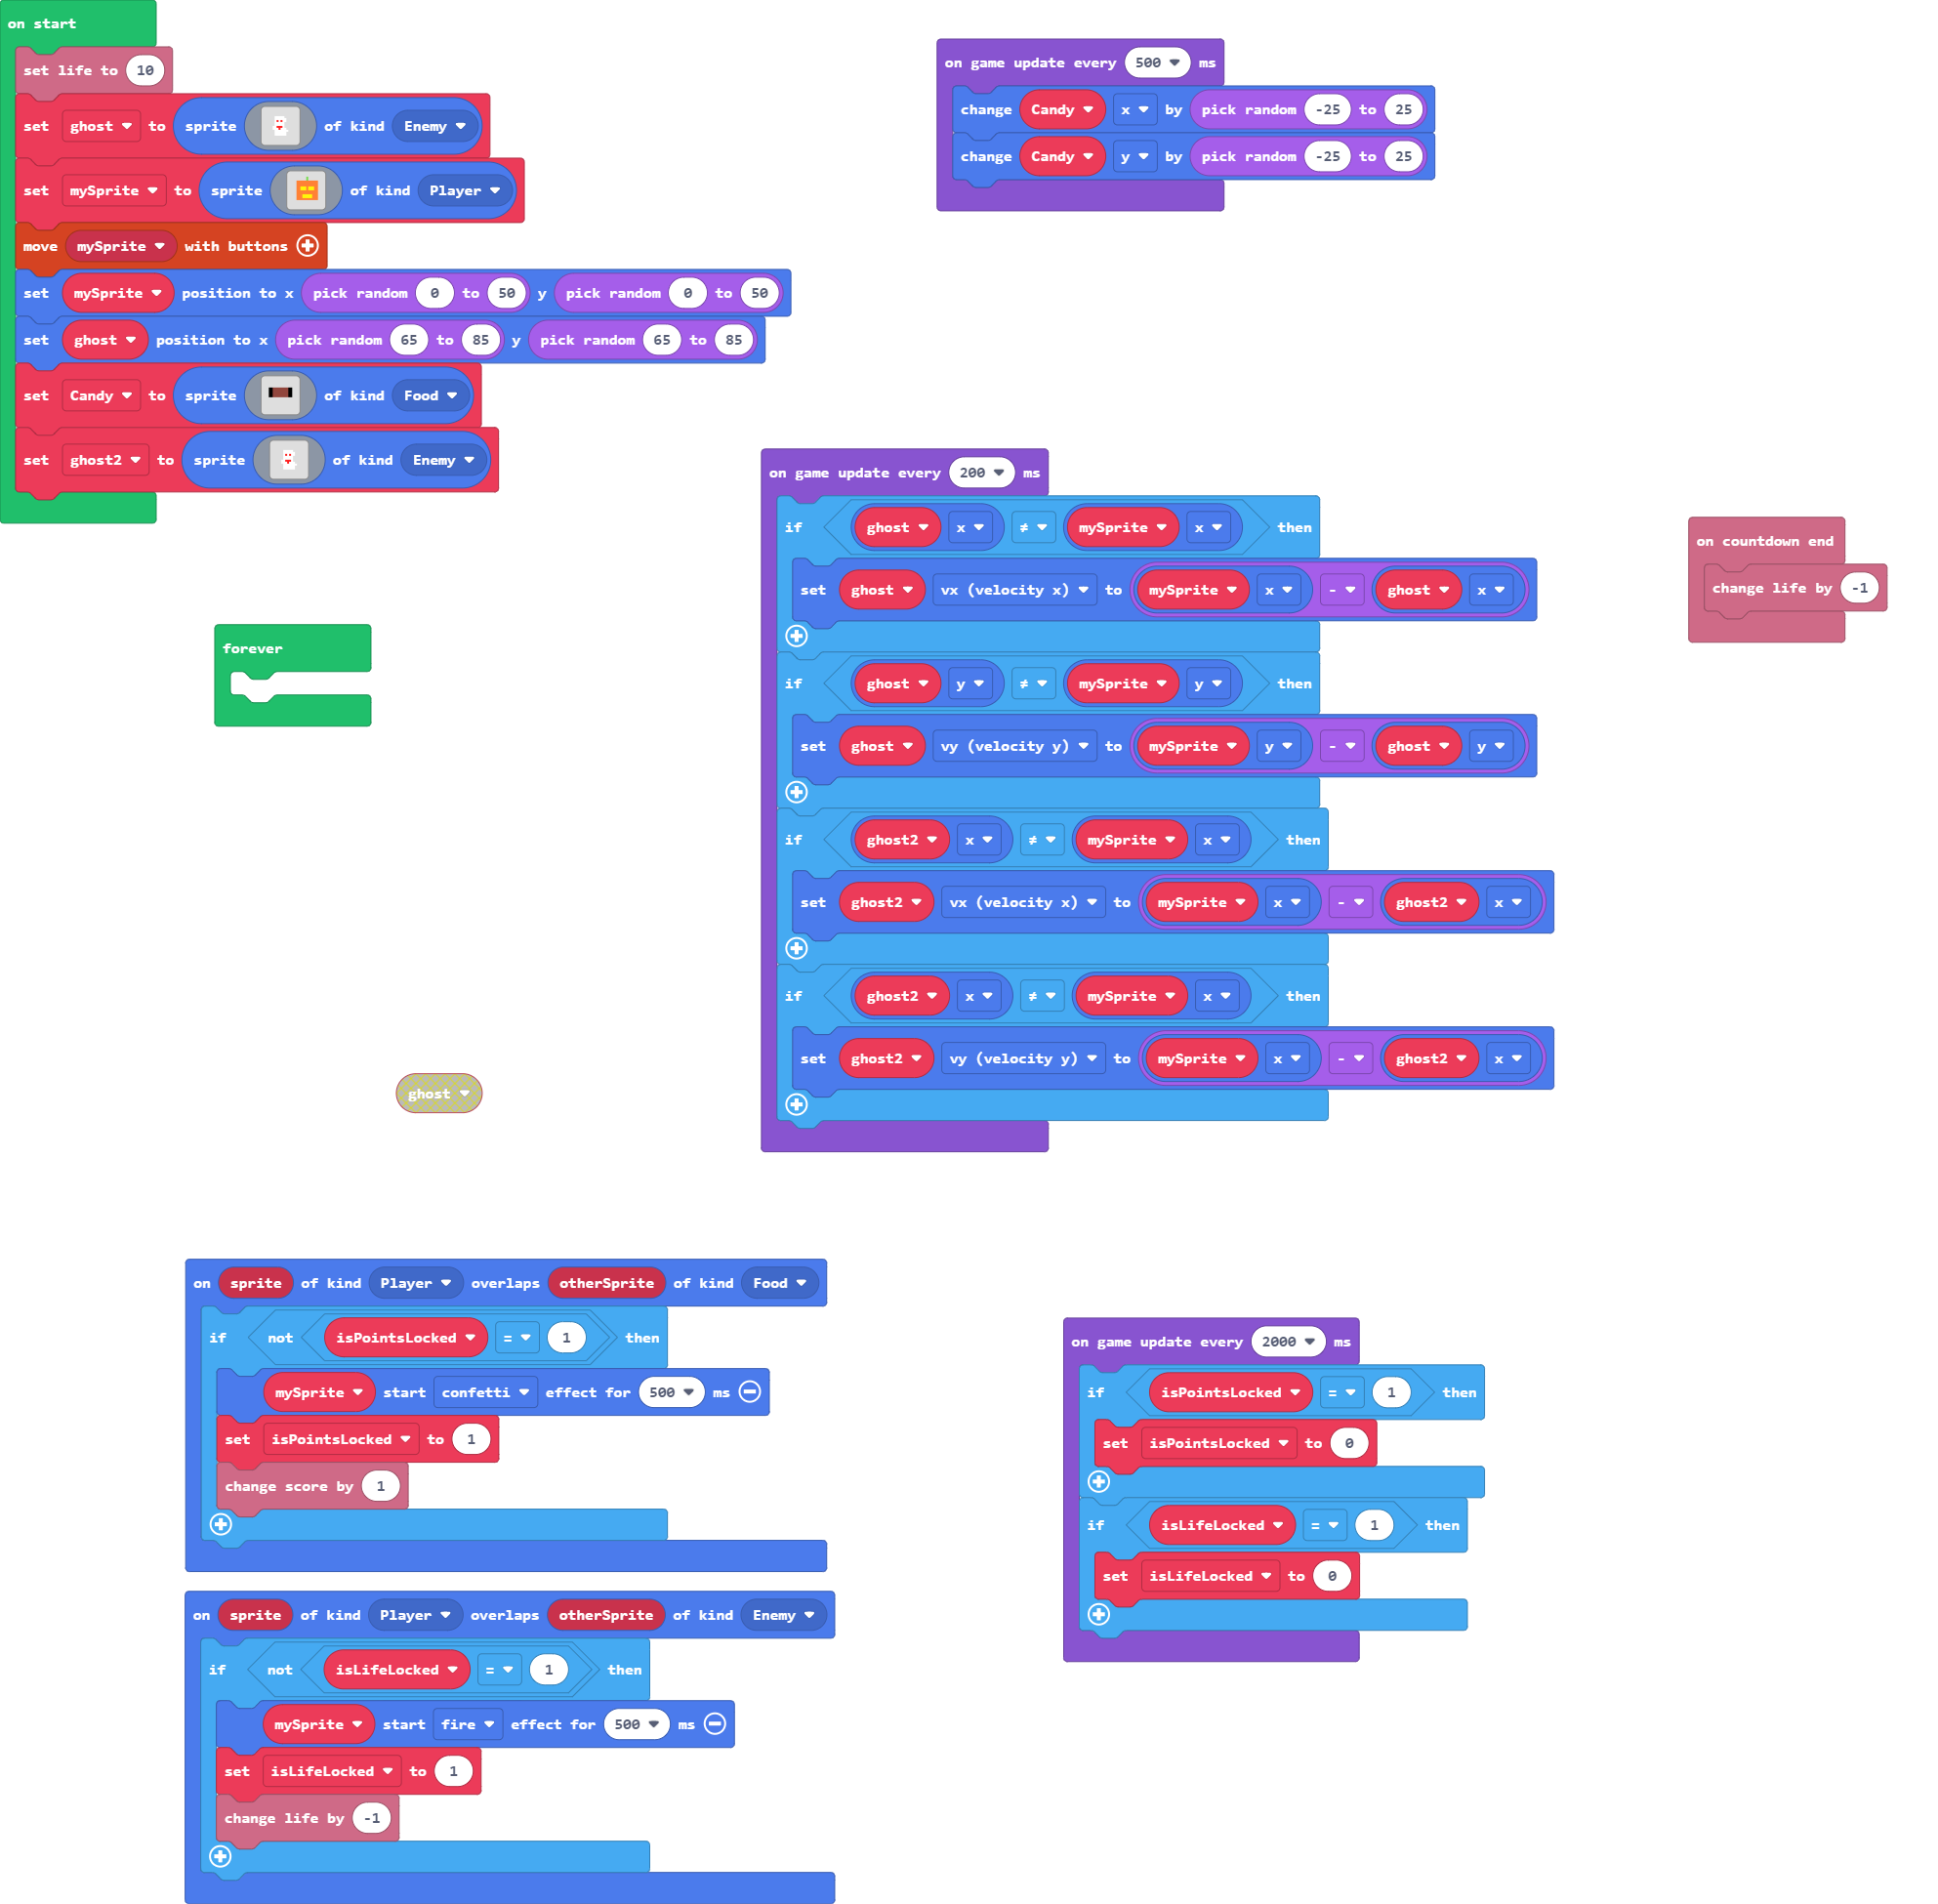 on start
set life to 10
set ghost to sprite of kind Enemy
set mySprite to sprite of kind Player
move mySprite with buttons
set mySprite position to x pick random 0 to 50 y pick random 0 to 50
set ghost position to x pick random 65 to 85 y pick random 65 to 85
set Candy to sprite of kind Food
set ghost2 to sprite of kind Enemy
on game update every 500 ms
change Candy x by pick random -25 to 25
change Candy y by pick random -25 to 25
on game update every 200 ms
if ghost x ≠ mySprite x then
set ghost vx (velocity x) to mySprite x - ghost x
if ghost y ≠ mySprite y then
set ghost vy (velocity y) to mySprite y - ghost y
if ghost2 x ≠ mySprite x then
set ghost2 vx (velocity x) to mySprite x - ghost2 x
if ghost2 x ≠ mySprite x then
set ghost2 vy (velocity y) to mySprite x - ghost2 x
on countdown end
change life by -1
forever
ghost
on sprite of kind Player overlaps otherSprite of kind Food
if not isPointsLocked = 1 then
mySprite start confetti effect for 500 ms
set isPointsLocked to 1
change score by 1
on sprite of kind Player overlaps otherSprite of kind Enemy
if not isLifeLocked = 1 then
mySprite start fire effect for 500 ms
set isLifeLocked to 1
change life by -1
on game update every 2000 ms
if isPointsLocked = 1 then
set isPointsLocked to 0
if isLifeLocked = 1 then
set isLifeLocked to 0